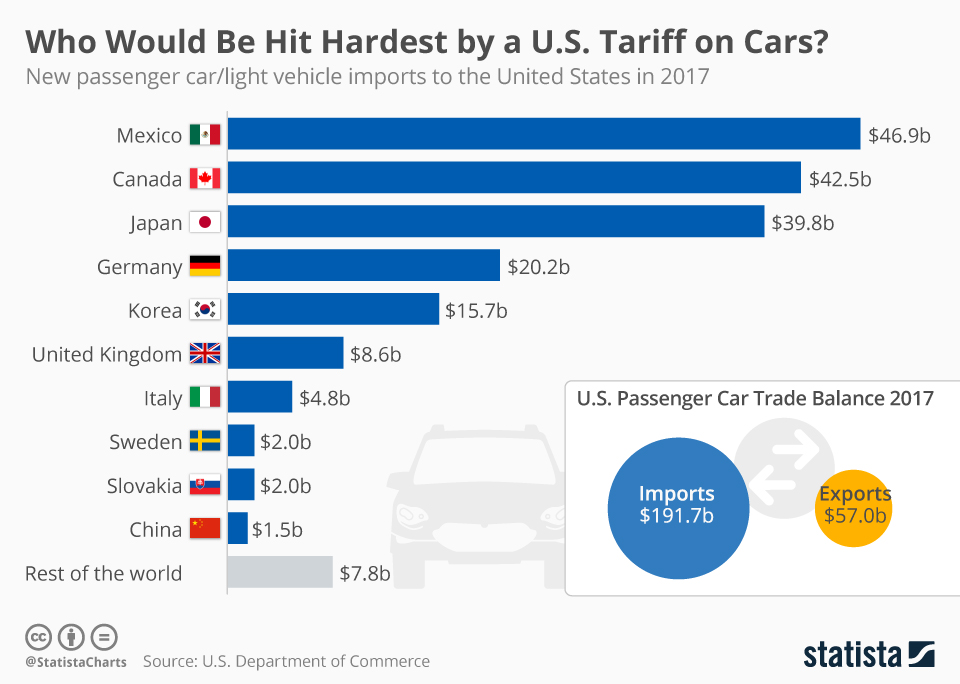 Who Would Be Hit Hardest by a U.S. Tariff on Cars?
New passenger car/light vehicle imports to the United States in 2017
Mexico $46.9b
Canada $42.5b
Japan $39.8b
Germany $20.2b
Korea $15.7b
United Kingdom $8.6b
Italy $4.8b
Sweden $2.0b
Slovakia $2.0b
China $1.5b
Rest of the world $7.8b
U.S. Passenger Car Trade Balance 2017
Imports
$191.7b
Exports
$57.0b
cc
@StatistaCharts Source: U.S. Department of Commerce
statista